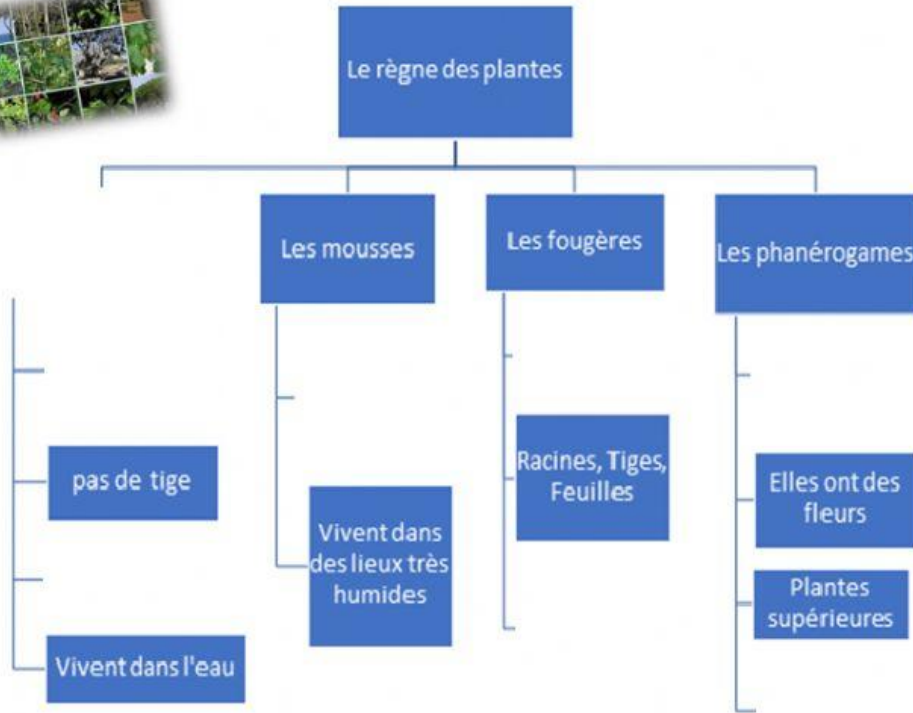 Le règne des plantes
Les mousses
Les fougères
Les phanérogames
pas de tige
Vivent dans l'eau
Vivent dans
des lieux très
humides
Racines, Tiges,
Feuilles
Elles ont des
fleurs
Plantes
supérieures